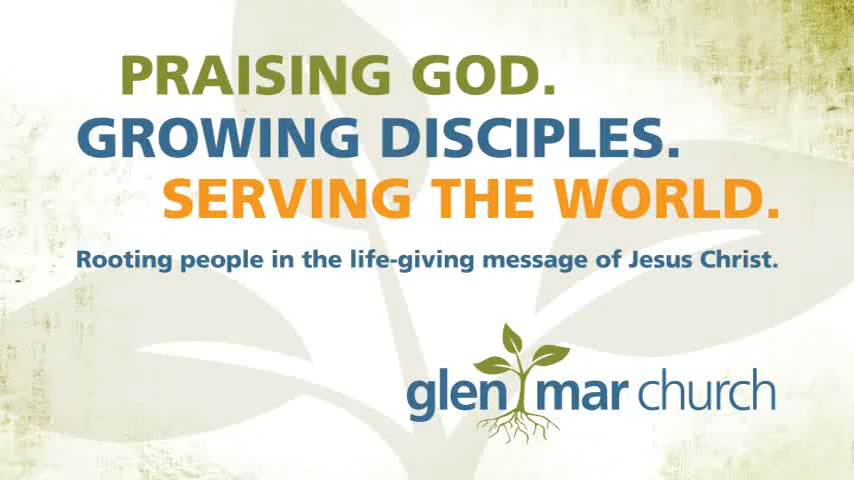 PRAISING GOD.
GROWING DISCIPLES.
SERVING THE WORLD.
Rooting people in the life-giving message of Jesus Christ.
glen mar church